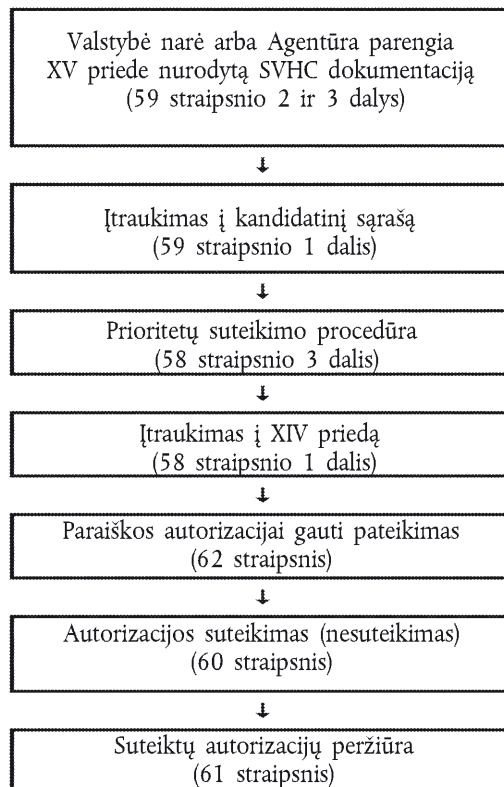 Valstybė narė arba Agentūra parengia
XV priede nurodytą SVHC dokumentaciją
(59 straipsnio 2 ir 3 dalys)
↓
Įtraukimas į kandidatinį sąrašą
(59 straipsnio 1 dalis)
↓
Prioritetų suteikimo procedūra
(58 straipsnio 3 dalis)
↓
Įtraukimas į XIV priedą
(58 straipsnio 1 dalis)
↓
Paraiškos autorizacijai gauti pateikimas
(62 straipsnis)
↓
Autorizacijos suteikimas (nesuteikimas)
(60 straipsnis)
↓
Suteiktų autorizacijų peržiūra
(61 straipsnis)